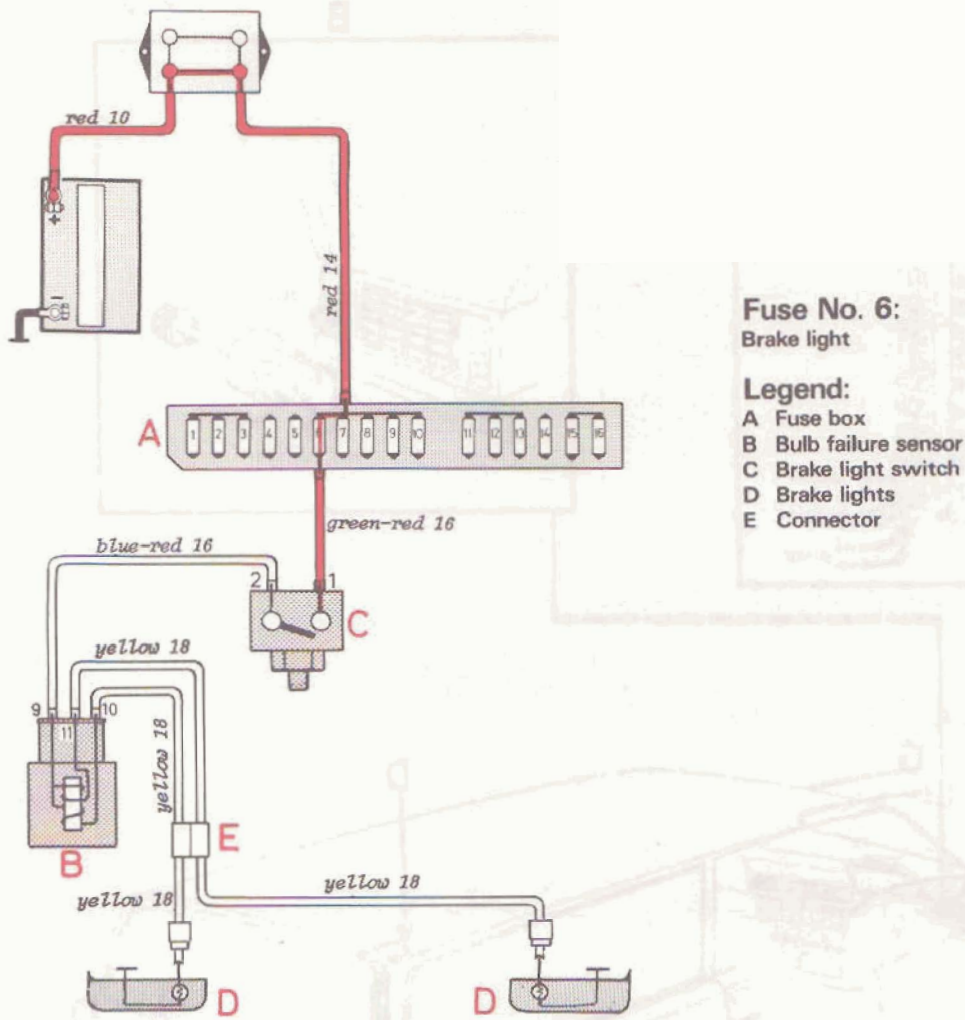 red 10
+
-
red 14
Fuse No. 6:
Brake light
Legend:
A Fuse box
B Bulb failure sensor
C Brake light switch
D Brake lights
E Connector
A
1 2 3 4 5 6 7 8 9 10 11 12 13 14 15 16
green-red 16
blue-red 16
2 1
C
yellow 18
9 11 10
yellow 18
B
E
yellow 18
yellow 18
D
D